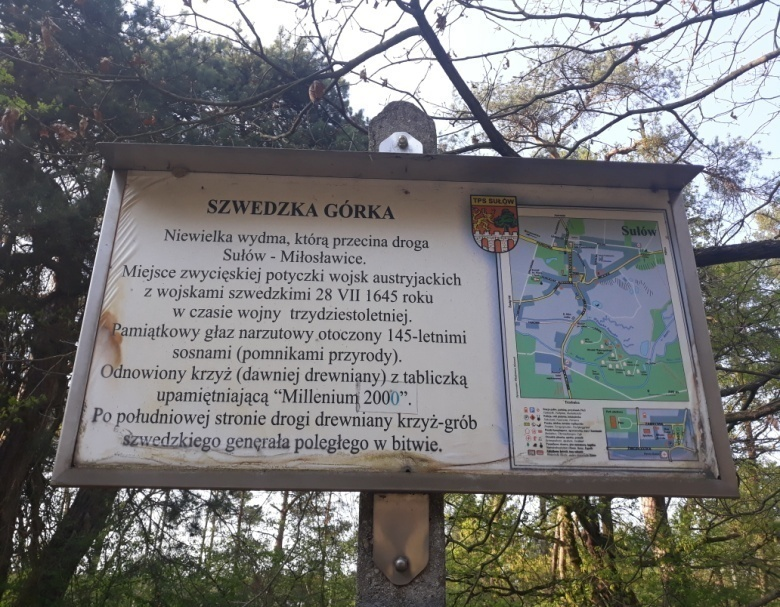 SZWEDZKA GÓRKA
Niewielka wydma, którą przecina droga
Sułów - Miłosławice.
Miejsce zwycięskiej potyczki wojsk austryjackich
z wojskami szwedzkimi 28 VII 1645 roku
w czasie wojny trzydziestoletniej.
Pamiątkowy głaz narzutowy otoczony 145-letnimi
sosnami (pomnikami przyrody).
Odnowiony krzyż (dawniej drewniany) z tabliczką
upamiętniającą “Millenium 2000”.
Po południowej stronie drogi drewniany krzyż-grób
szwedzkiego generała poległego w bitwie.
TPS SUŁÓW
Sułów